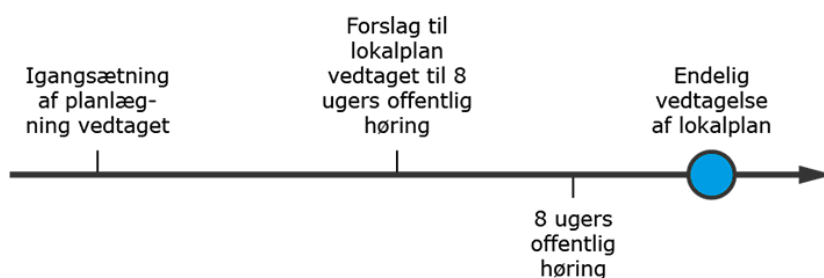 Igangsætning
af planlæg-
ning vedtaget
Forslag til
lokalplan
vedtaget til 8
ugers offentlig
høring
8 ugers
offentlig
høring
Endelig
vedtagelse
af lokalplan